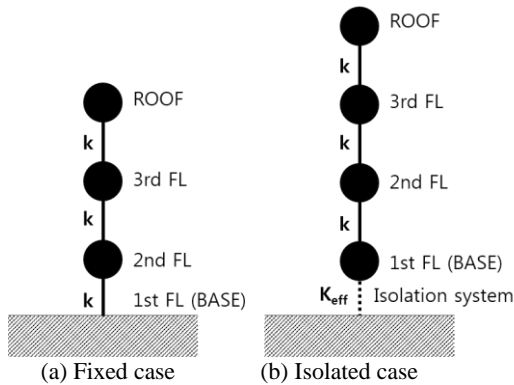 ROOF
k
3rd FL
k
2nd FL
k
1st FL (BASE)
(a) Fixed case
ROOF
k
3rd FL
k
2nd FL
k
1st FL (BASE)
Keff Isolation system
(b) Isolated case